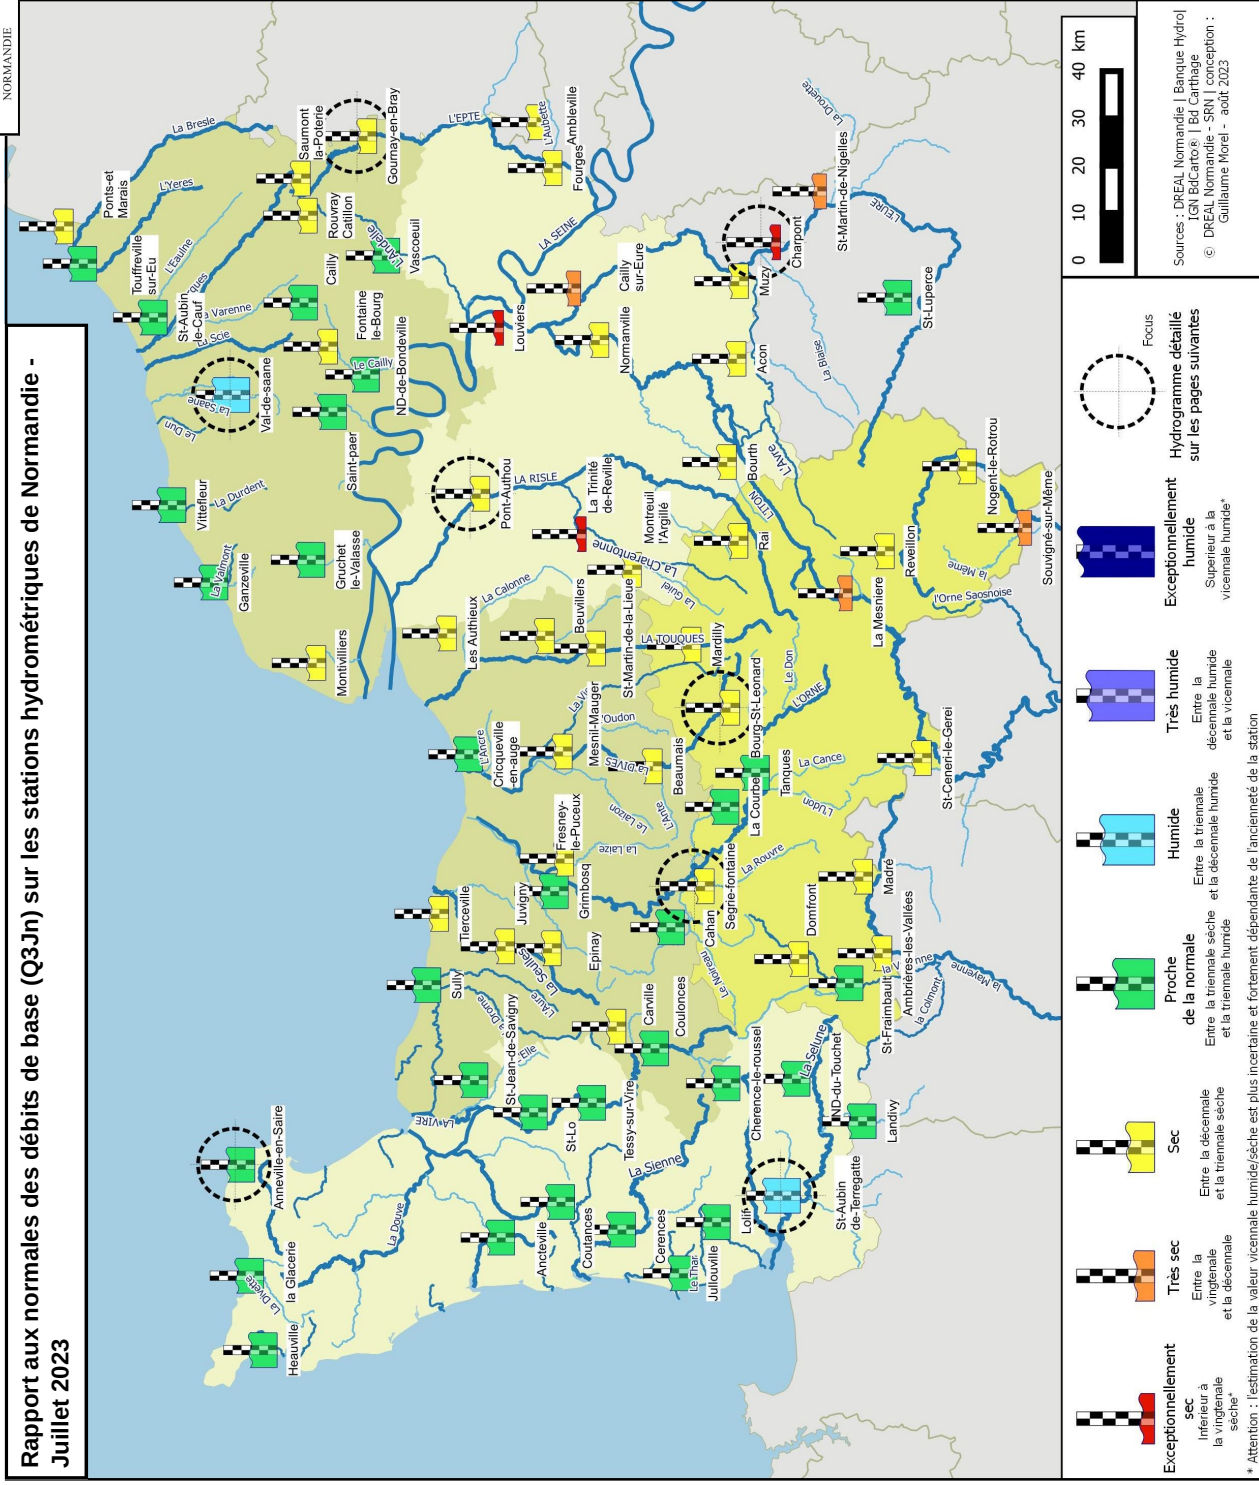 NORMANDIE
Rapport aux normales des débits de base (Q3Jn) sur les stations hydrométriques de Normandie -
Juillet 2023
Heauville
La Divette
la Glacerie
Anneville-en-Saire
La Douve
Ancteville
Coutances
Cerences
Le Thar
Jullouville
Lolif
La Sienne
St-Aubin
de-Terregatte
LA VIRE
St-Jean-de-Savigny
St-Lo
Tessy-sur-Vire
Cherence-le-roussel
La Selune
ND-du-Touchet
Landivy
L'Elle
La Drome
L'Aure
La Seulles
Sully
Tierceville
Juvigny
Epinay
Carville
Coulonces
Grimbosq
Fresney-
le-Puceux
La Laize
Le Laizon
L'Ante
Le Noireau
Cahan
Segrie-fontaine
La Rouvre
Domfront
St-Fraimbault
Ambrières-les-Vallées
la Colmont
la Mayenne
Madré
L'Udon
La Cance
St-Ceneri-le-Gerei
La Courbe
Tanques
Bourg-St-Leonard
L'ORNE
Le Don
Beaumais
La DIVES
L'Oudon
Mesnil-Mauger
Cricqueville
-en-auge
L'Ancre
Les Authieux
La Calonne
Beuvillers
St-Martin-de-la-Lieue
LA TOUQUES
Mardilly
La Guiel
La Charentonne
Montreuil
l'Argillé
La Trinité
de-Reville
LA RISLE
Pont-Authou
Rai
Bourth
L'ITON
L'AVRE
La Mesniere
Reveillon
l'Orne Saosnoise
la Même
Souvigné-sur-Même
Nogent-le-Rotrou
Montivilliers
Gruchet
le-Valasse
Ganzeville
La Valmont
Vittefleur
La Durdent
Saint-paer
Le Dun
La Saane
Val-de-saane
La Scie
La Varenne
ND-de-Bondeville
Le Cailly
Fontaine
le-Bourg
Cailly
St-Aubin
le-Cauf
Touffreville
sur-Eu
L'Eaulne
L'Yeres
Ponts-et
Marais
La Bresle
Rouvray
Catillon
Saumont
la-Poterie
Gournay-en-Bray
L'Andelle
Vascoeuil
L'EPTE
L'Aubette
Ambleville
Fourges
LA SEINE
Louviers
Cailly
sur-Eure
Normanville
Acon
Muzy
Charpont
St-Martin-de-Nigelles
La Drouette
L'EURE
La Blaise
St-Luperce
0 10 20 30 40 km
Sources : DREAL Normandie | Banque Hydro|
IGN BdCarto® | Bd Carthage
© DREAL Normandie - SRN | conception :
Guillaume Morel - août 2023
Exceptionnellement
sec
Inferieur à
la vingtenale
sèche*
Très sec
Entre la
vingtenale
et la décennale
Sec
Entre la décennale
et la triennale sèche
Proche
de la normale
Entre la triennale sèche
et la triennale humide
Humide
Entre la triennale
et la décennale humide
Très humide
Entre la
décennale humide
et la vicennale
Exceptionnellement
humide
Superieur à la
vicennale humide*
Focus
Hydrogramme détaillé
sur les pages suivantes
* Attention : l'estimation de la valeur vicennale humide/sèche est plus incertaine et fortement dépendante de l'ancienneté de la station